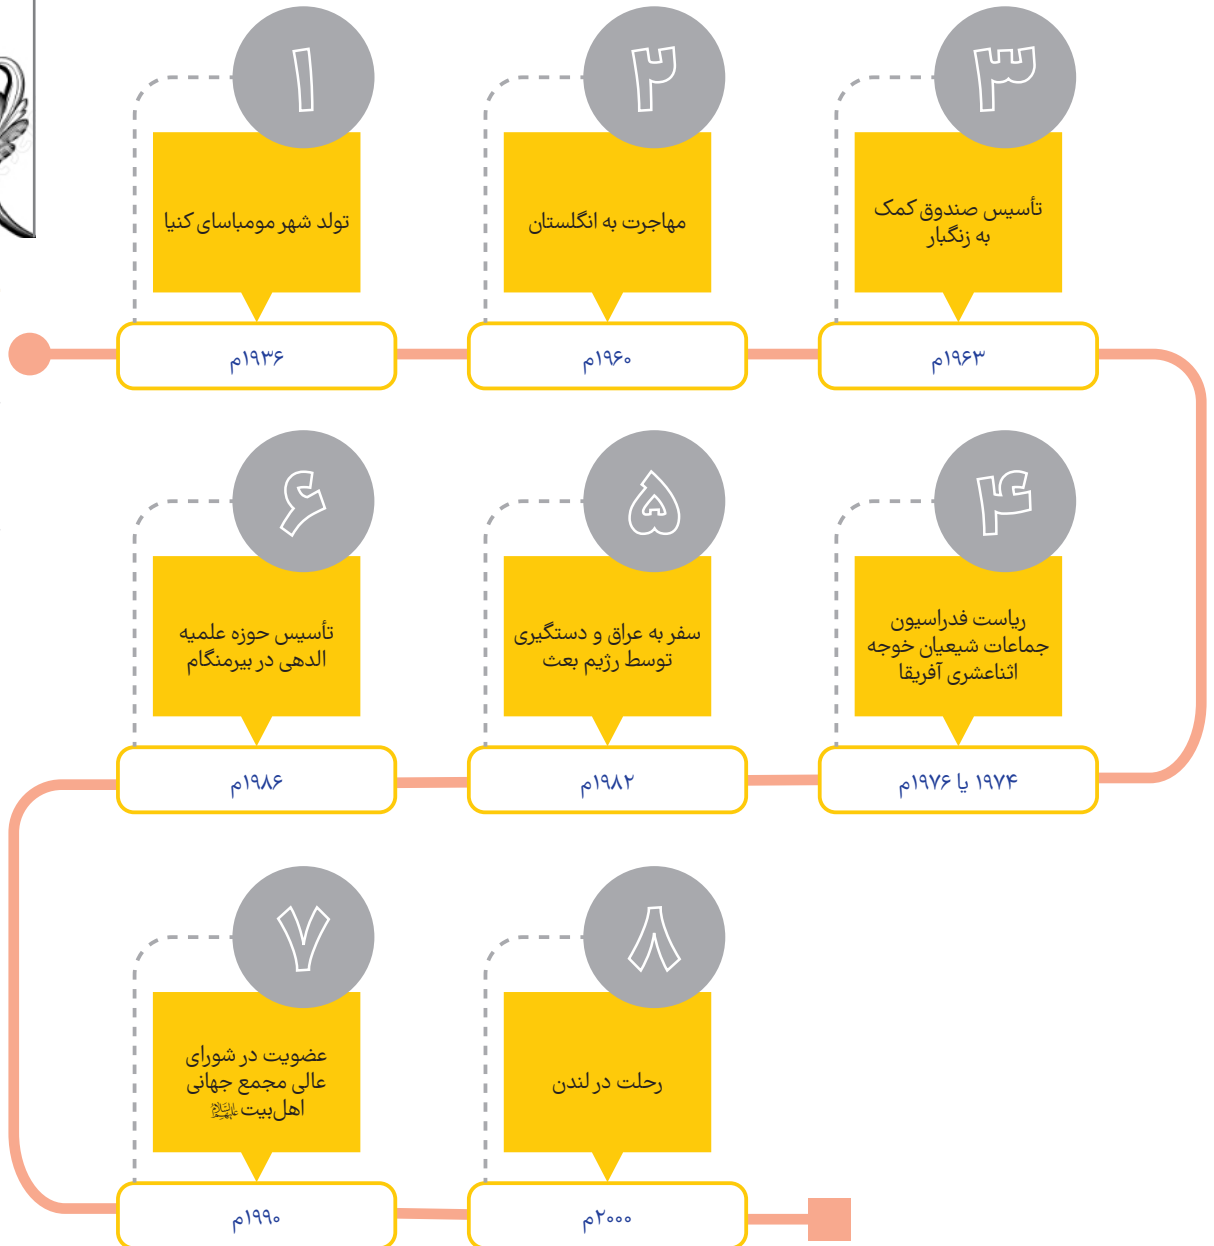 ۱
تولد شهر مومباسای کنیا
۱۹۳۶م
۲
مهاجرت به انگلستان
۱۹۶۰م
۳
تأسیس صندوق کمک
به زنگبار
۱۹۶۳م
۴
ریاست فدراسیون
جماعات شیعیان خوجه
اثناعشری آفریقا
۱۹۷۴ یا ۱۹۷۶م
۵
سفر به عراق و دستگیری
توسط رژیم بعث
۱۹۸۲م
۶
تأسیس حوزه علمیه
الدهی در بیرمنگام
۱۹۸۶م
۷
عضویت در شورای
عالی مجمع جهانی
اهل‌بیت علیهم‌السلام
۱۹۹۰م
۸
رحلت در لندن
۲۰۰۰م